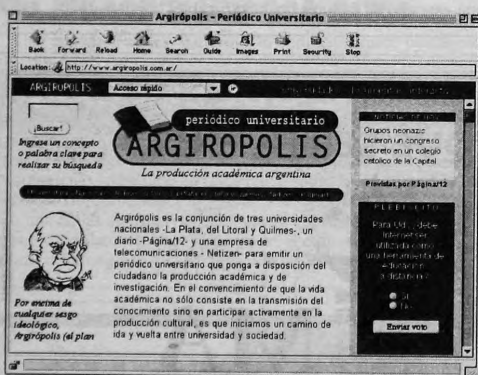 Argirópolis - Periódico Universitario
Back Forward Reload Home Search Guide Images Print Security Stop
Location: http://www.argiropolis.com.ar/
ARGIROPOLIS Acceso rápido
¡Buscar!
Ingrese un concepto
o palabra clave para
realizar su búsqueda
periódico universitario
ARGIROPOLIS
La producción académica argentina
Argirópolis es la conjunción de tres universidades
nacionales -La Plata, del Litoral y Quilmes-, un
diario -Página/12- y una empresa de
telecomunicaciones - Netizen- para emitir un
periódico universitario que ponga a disposición del
ciudadano la producción académica y de
investigación. En el convencimiento de que la vida
académica no sólo consiste en la transmisión del
conocimiento sino en participar activamente en la
producción cultural, es que iniciamos un camino de
ida y vuelta entre universidad y sociedad.
Por encima de
cualquier sesgo
ideológico,
Argirópolis (el plan
Grupos neonazis
hicieron un congreso
secreto en un colegio
católico de la Capital
Provistas por Página/12
PLEBISCITO
Para Ud., ¿debe
Internet ser
utilizada como
una herramienta de
educación
a distancia?
Sí
No
Enviar voto